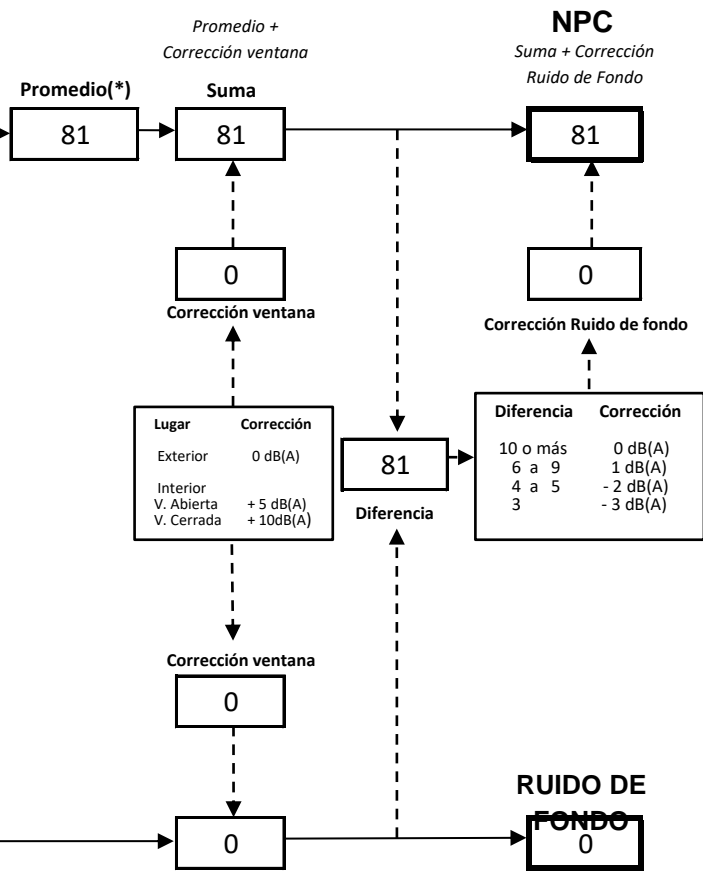 Promedio +
Corrección ventana
NPC
Suma + Corrección
Ruido de Fondo
Promedio(*)
Suma
81
81
81
0
0
Corrección ventana
Corrección Ruido de fondo
Lugar Corrección
Exterior 0 dB(A)
Interior
V. Abierta + 5 dB(A)
V. Cerrada + 10dB(A)
81
Diferencia
Diferencia Corrección
10 o más 0 dB(A)
6 a 9 1 dB(A)
4 a 5 - 2 dB(A)
3 - 3 dB(A)
Corrección ventana
0
RUIDO DE
FONDO
0
0